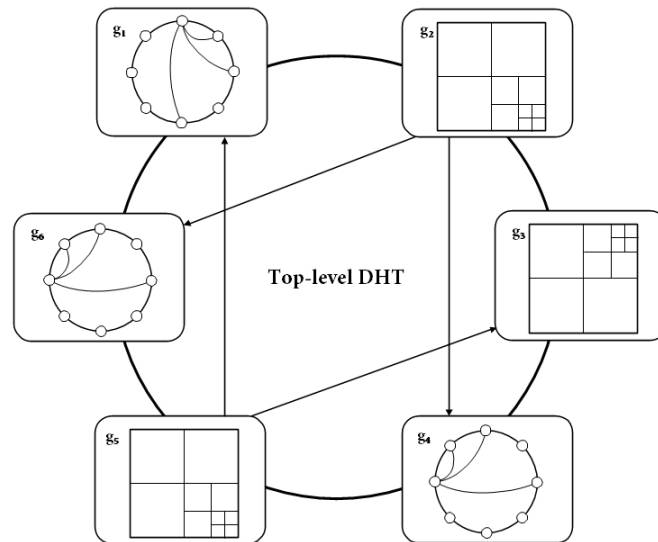 g₁
g₂
g₆
g₃
Top-level DHT
g₅
g₄